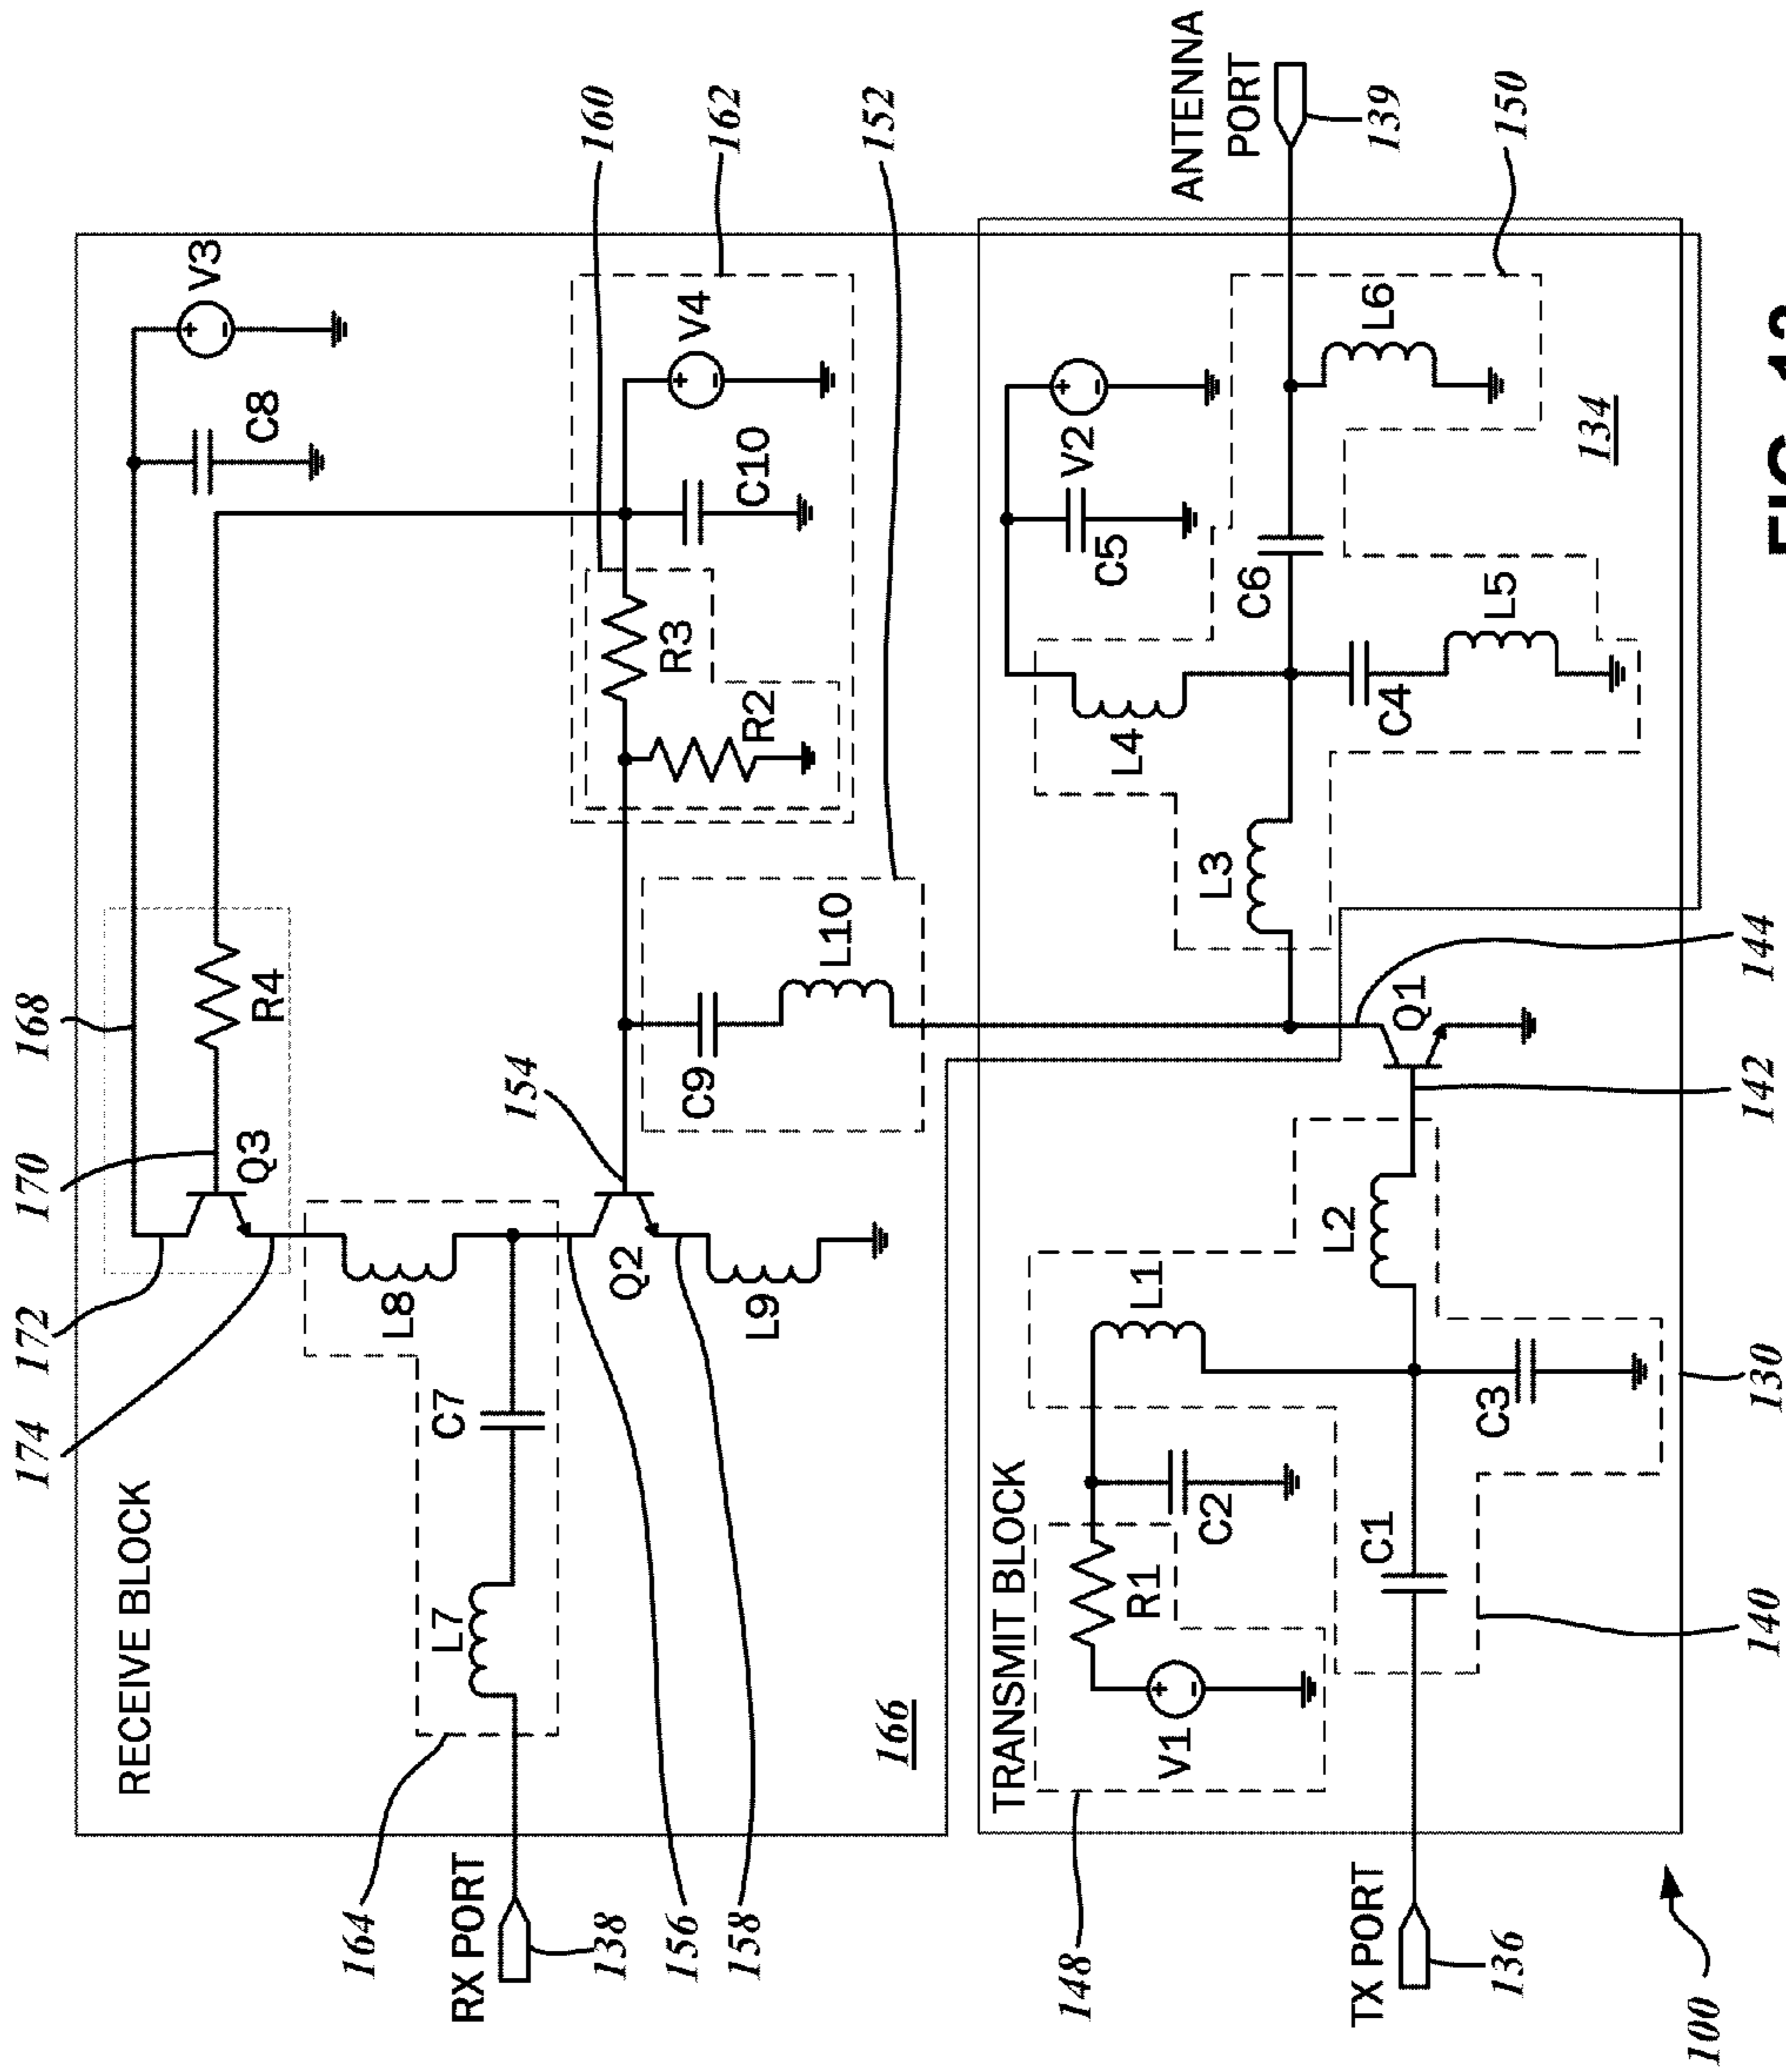 168
170
172
174
V3
C8
R4
Q3
160
162
152
V4
C10
R3
R2
154
L8
C7
L7
Q2
L9
C9
L10
RECEIVE BLOCK
164
RX PORT
138
156
158
166
ANTENNA
PORT
139
150
V2
C5
L6
C6
134
L4
L5
C4
L3
Q1
144
142
L2
L1
C3
130
TRANSMIT BLOCK
C2
R1
V1
C1
140
148
TX PORT
136
100